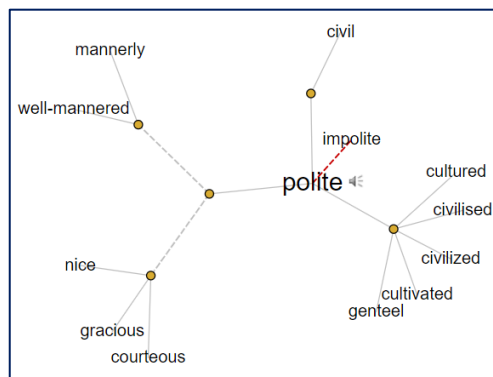 civil
mannerly
well-mannered
impolite
polite
cultured
civilised
civilized
cultivated
genteel
nice
gracious
courteous